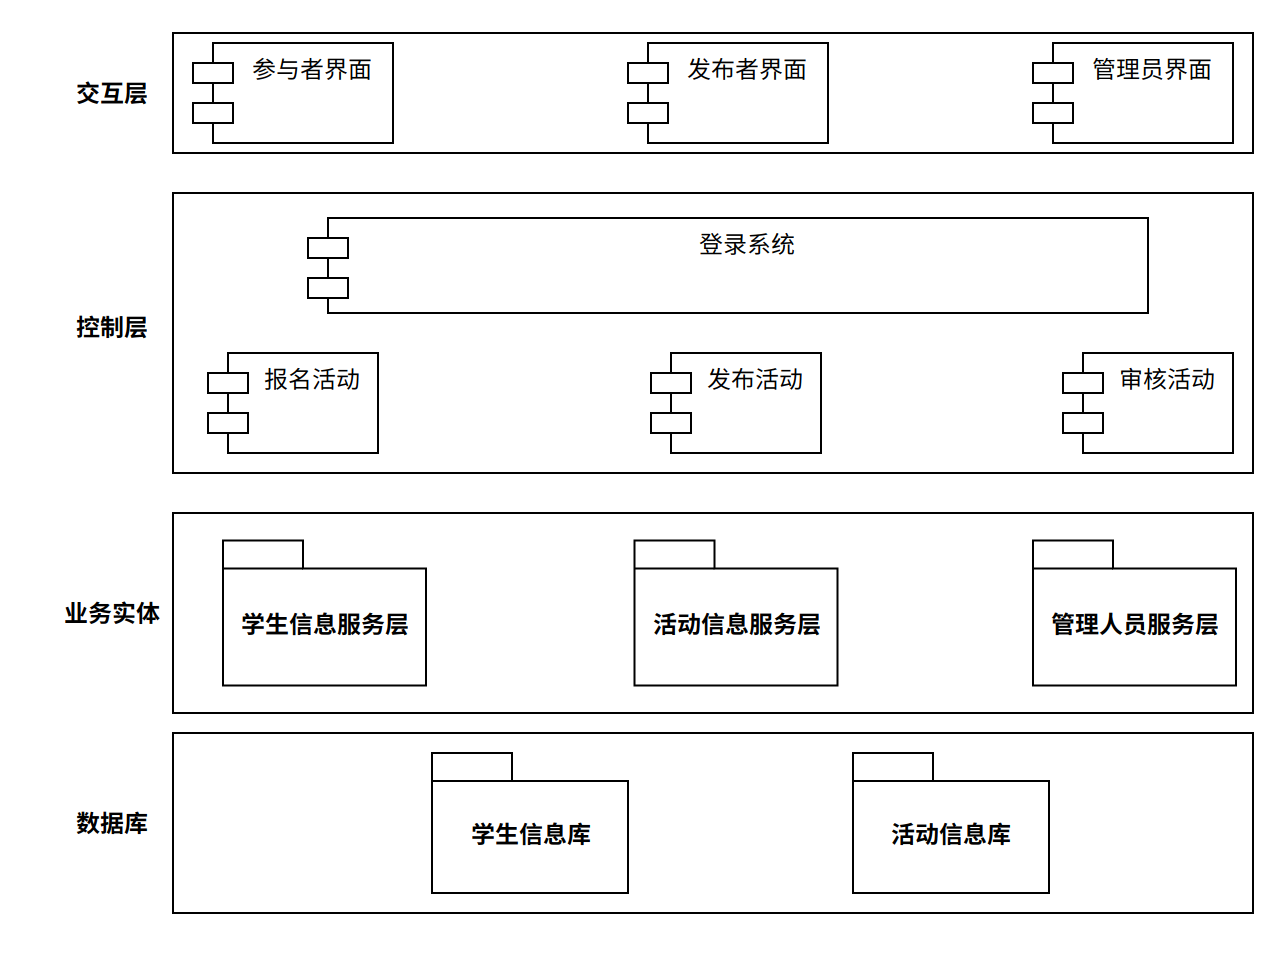 交互层
参与者界面
发布者界面
管理员界面
控制层
登录系统
报名活动
发布活动
审核活动
业务实体
学生信息服务层
活动信息服务层
管理人员服务层
数据库
学生信息库
活动信息库